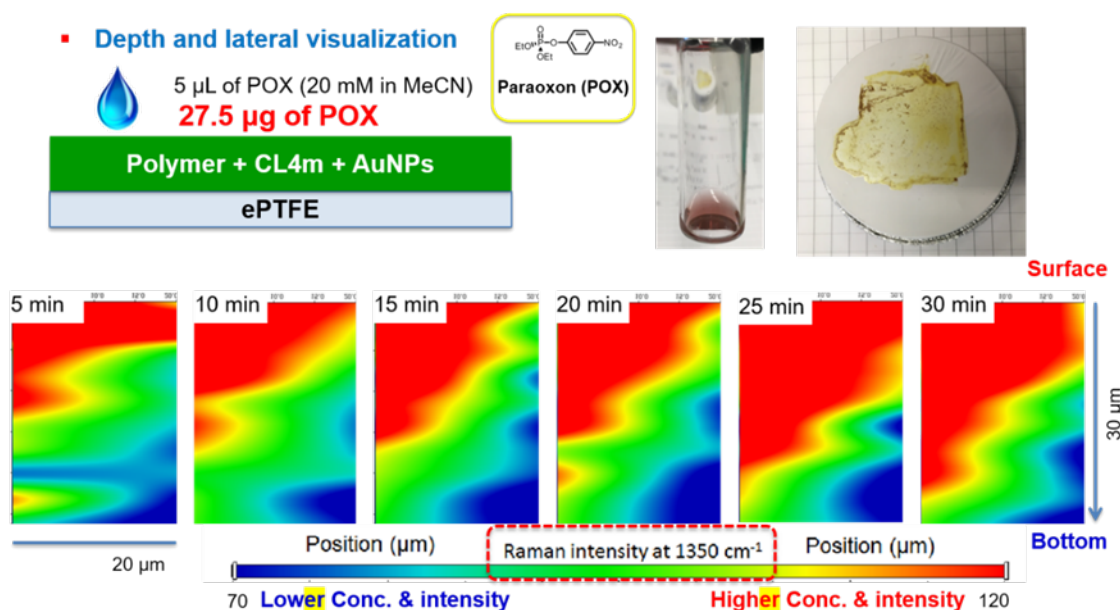 ▪ Depth and lateral visualization
5 µL of POX (20 mM in MeCN)
27.5 µg of POX
Polymer + CL4m + AuNPs
ePTFE
O
EtO P O NO₂
OEt
Paraoxon (POX)
Surface
5 min
10 min
15 min
20 min
25 min
30 min
30 µm
20 µm
Bottom
Position (µm)
Raman intensity at 1350 cm⁻¹
Position (µm)
70
Lower Conc. & intensity
Higher Conc. & intensity
120